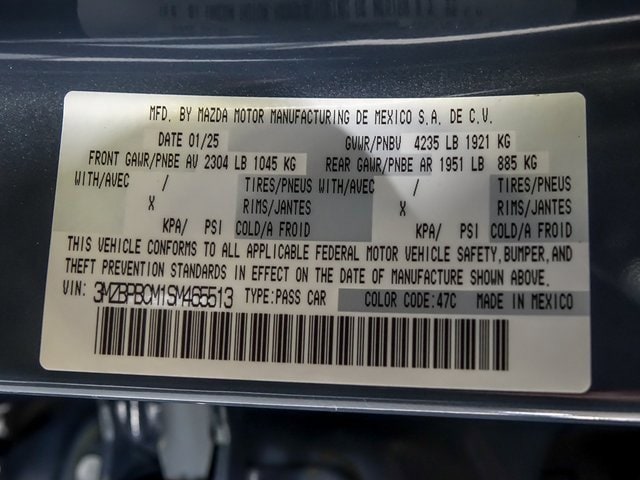 MFD. BY MAZDA MOTOR MANUFACTURING DE MEXICO S.A. DE C.V.
DATE 01/25 GVWR/PNBV 4235 LB 1921 KG
FRONT GAWR/PNBE AV 2304 LB 1045 KG REAR GAWR/PNBE AR 1951 LB 885 KG
WITH/AVEC / TIRES/PNEUS WITH/AVEC / TIRES/PNEUS
X RIMS/JANTES X RIMS/JANTES
KPA/ PSI COLD/A FROID KPA/ PSI COLD/A FROID
THIS VEHICLE CONFORMS TO ALL APPLICABLE FEDERAL MOTOR VEHICLE SAFETY, BUMPER, AND
THEFT PREVENTION STANDARDS IN EFFECT ON THE DATE OF MANUFACTURE SHOWN ABOVE.
VIN: 3MZBPBCM1SM465513 TYPE:PASS CAR COLOR CODE:47C MADE IN MEXICO